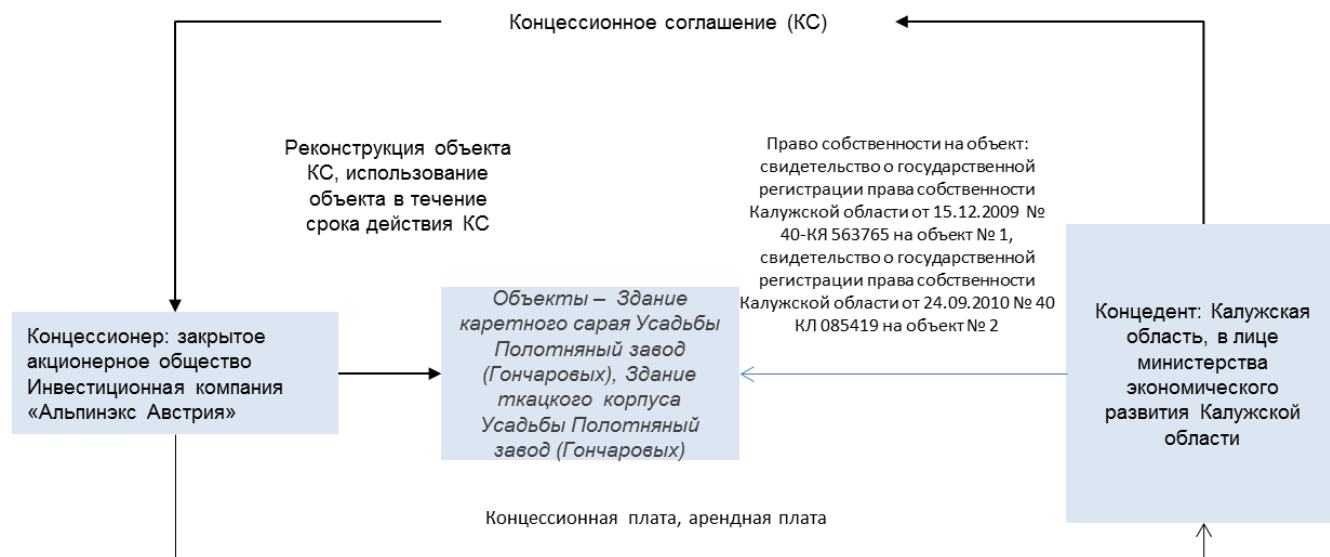 Концессионное соглашение (КС)
Реконструкция объекта
КС, использование
объекта в течение
срока действия КС
Право собственности на объект:
свидетельство о государственной
регистрации права собственности
Калужской области от 15.12.2009 №
40-КЯ 563765 на объект № 1,
свидетельство о государственной
регистрации права собственности
Калужской области от 24.09.2010 № 40
КЛ 085419 на объект № 2
Концессионер: закрытое
акционерное общество
Инвестиционная компания
«Альпинэкс Австрия»
Объекты – Здание
каретного сарая Усадьбы
Полотняный завод
(Гончаровых), Здание
ткацкого корпуса
Усадьбы Полотняный
завод (Гончаровых)
Концедент: Калужская
область, в лице
министерства
экономического
развития Калужской
области
Концессионная плата, арендная плата